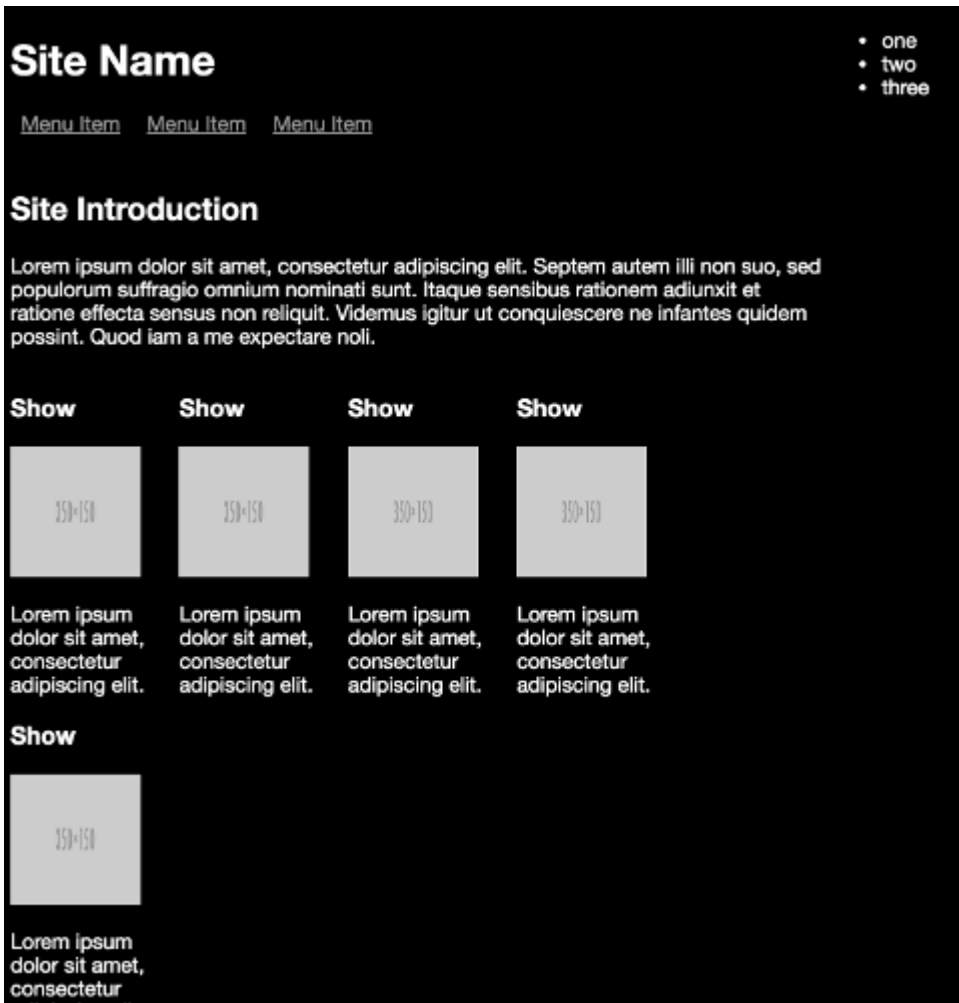 Site Name
one
two
three
Menu Item Menu Item Menu Item
Site Introduction
Lorem ipsum dolor sit amet, consectetur adipiscing elit. Septem autem illi non suo, sed
populorum suffragio omnium nominati sunt. Itaque sensibus rationem adiunxit et
ratione effecta sensus non reliquit. Videmus igitur ut conquiescere ne infantes quidem
possint. Quod iam a me expectare noli.
Show Show Show Show
350×150 350×150 350×150 350×150
Lorem ipsum Lorem ipsum Lorem ipsum Lorem ipsum
dolor sit amet, dolor sit amet, dolor sit amet, dolor sit amet,
consectetur consectetur consectetur consectetur
adipiscing elit. adipiscing elit. adipiscing elit. adipiscing elit.
Show
350×150
Lorem ipsum
dolor sit amet,
consectetur